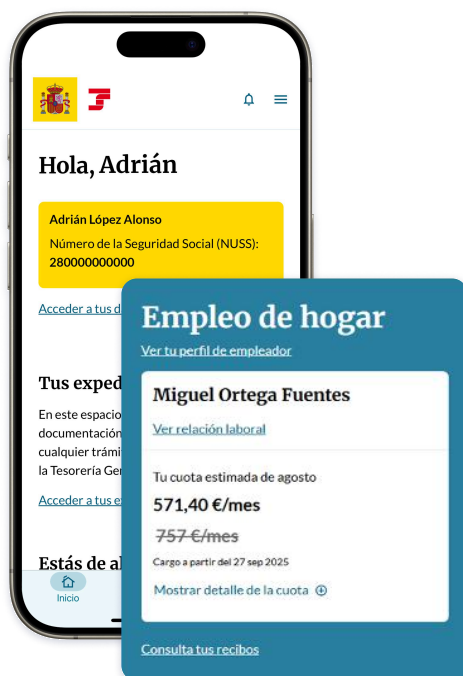 Hola, Adrián
Adrián López Alonso
Número de la Seguridad Social (NUSS):
280000000000
Acceder a tus d
Tus exped
En este espacio
documentación
cualquier trámi
la Tesorería Ge
Acceder a tus e
Estás de al
Inicio
Empleo de hogar
Ver tu perfil de empleador
Miguel Ortega Fuentes
Ver relación laboral
Tu cuota estimada de agosto
571,40 €/mes
757 €/mes
Cargo a partir del 27 sep 2025
Mostrar detalle de la cuota
Consulta tus recibos